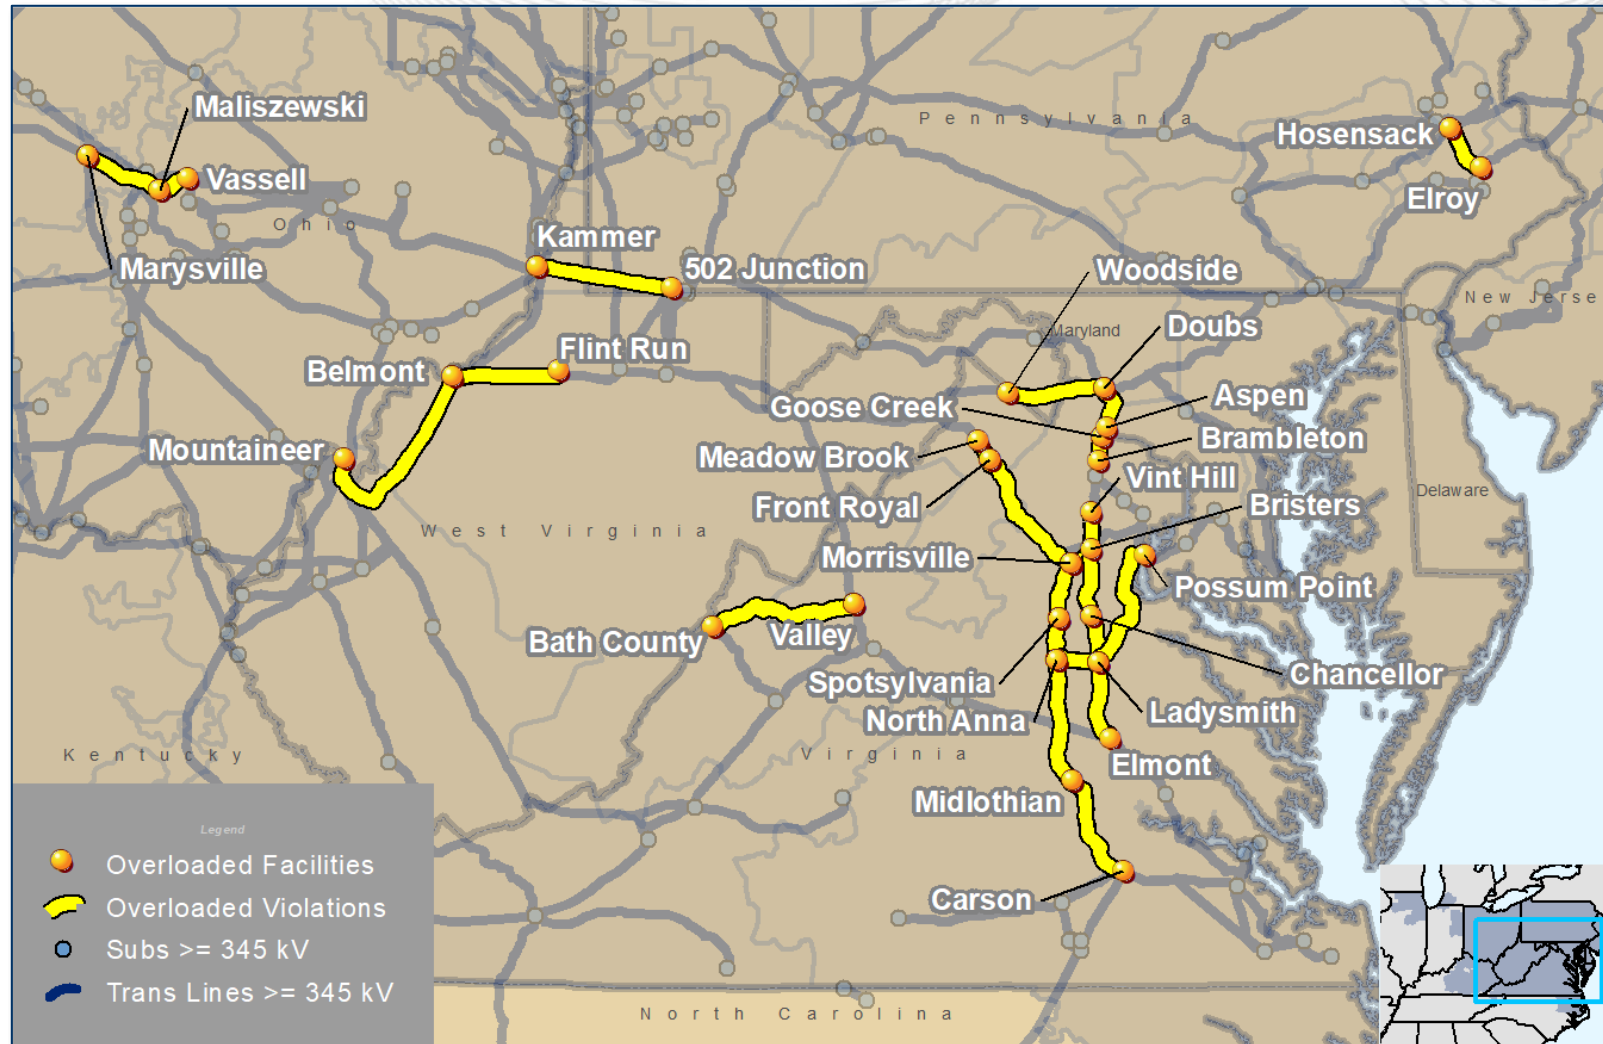 Maliszewski
Pennsylvania
Hosensack
Vassell
Elroy
Ohio
Kammer
Marysville
502 Junction
Woodside
New Jerse
Maryland
Doubs
Flint Run
Belmont
Goose Creek
Aspen
Brambleton
Mountaineer
Meadow Brook
Vint Hill
Delaware
Front Royal
Bristers
West Virginia
Morrisville
Possum Point
Bath County
Valley
Chancellor
Spotsylvania
North Anna
Ladysmith
Kentucky
Virginia
Elmont
Midlothian
Carson
Legend
Overloaded Facilities
Overloaded Violations
Subs >= 345 kV
Trans Lines >= 345 kV
North Carolina